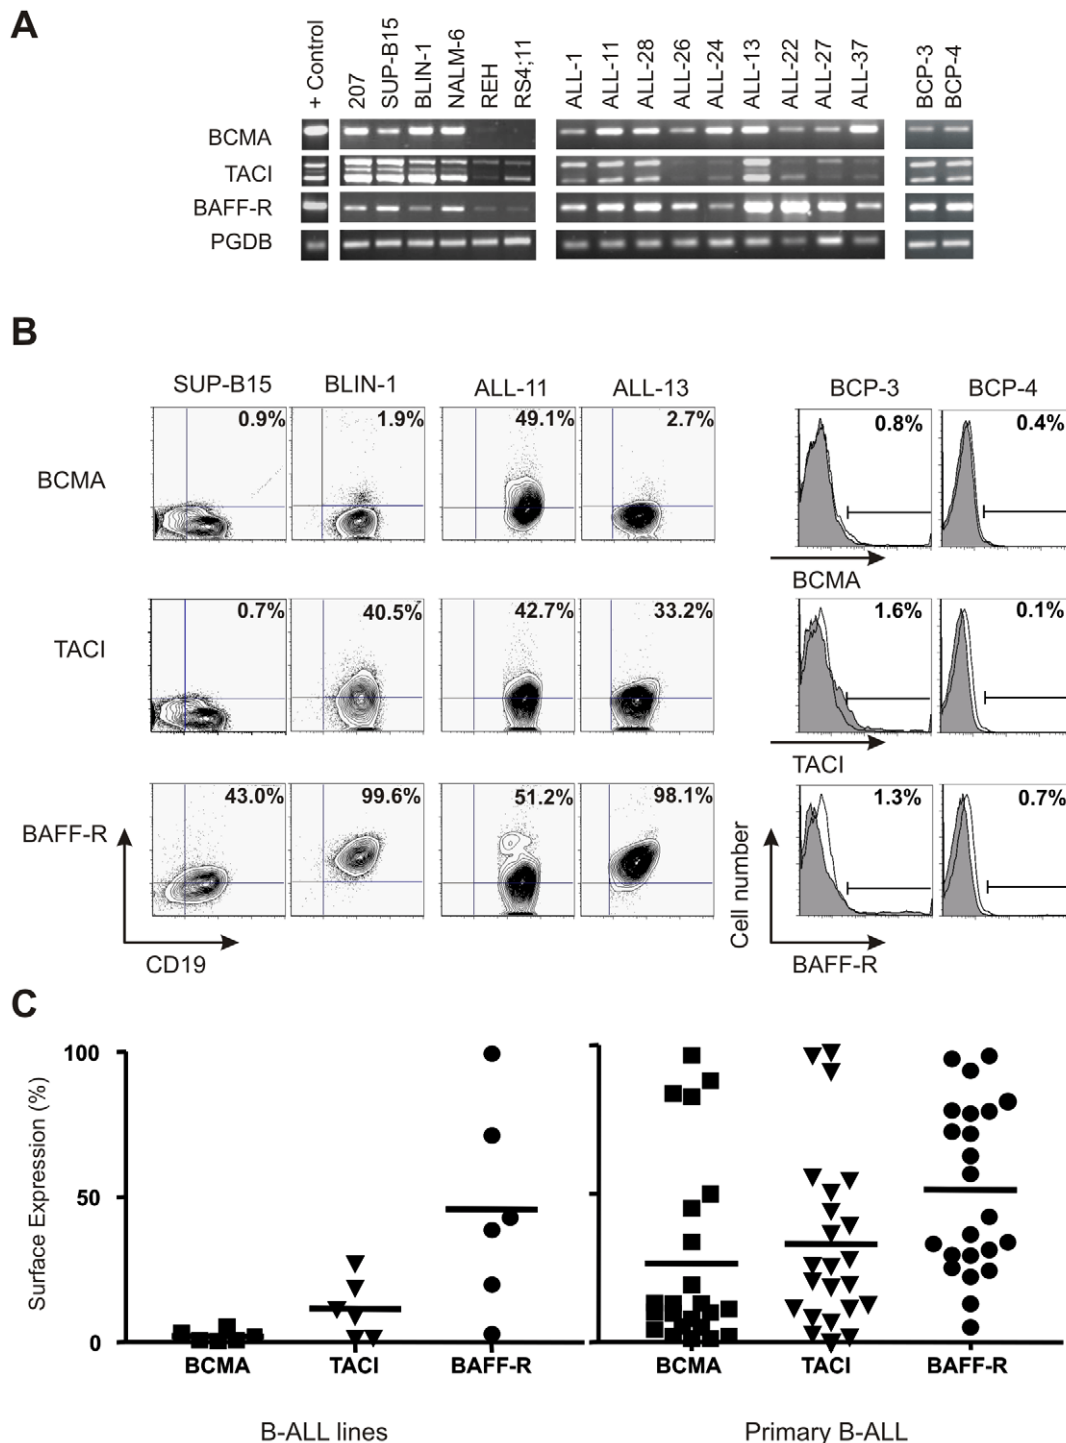 A
+ Control
207
SUP-B15
BLIN-1
NALM-6
REH
RS4;11
ALL-1
ALL-11
ALL-28
ALL-26
ALL-24
ALL-13
ALL-22
ALL-27
ALL-37
BCP-3
BCP-4
BCMA
TACI
BAFF-R
PGDB
B
SUP-B15 BLIN-1 ALL-11 ALL-13 BCP-3 BCP-4
BCMA 0.9% 1.9% 49.1% 2.7% 0.8% 0.4%
BCMA
TACI 0.7% 40.5% 42.7% 33.2% 1.6% 0.1%
TACI
BAFF-R 43.0% 99.6% 51.2% 98.1% 1.3% 0.7%
Cell number
CD19 BAFF-R
C
Surface Expression (%)
100
50
0
BCMA TACI BAFF-R BCMA TACI BAFF-R
B-ALL lines Primary B-ALL